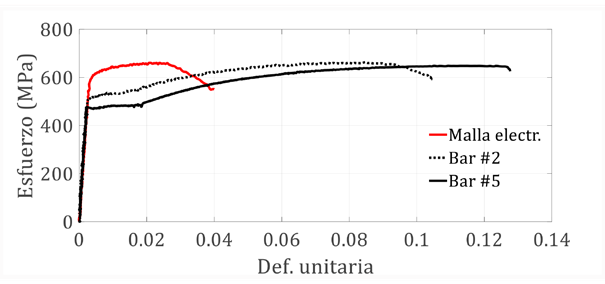 800
600
400
200
0
Esfuerzo (MPa)
Malla electr.
Bar #2
Bar #5
0 0.02 0.04 0.06 0.08 0.1 0.12 0.14
Def. unitaria